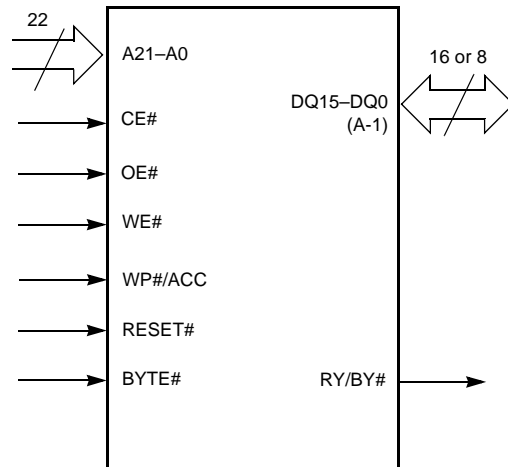 22
A21–A0
16 or 8
DQ15–DQ0
(A-1)
CE#
OE#
WE#
WP#/ACC
RESET#
BYTE#
RY/BY#